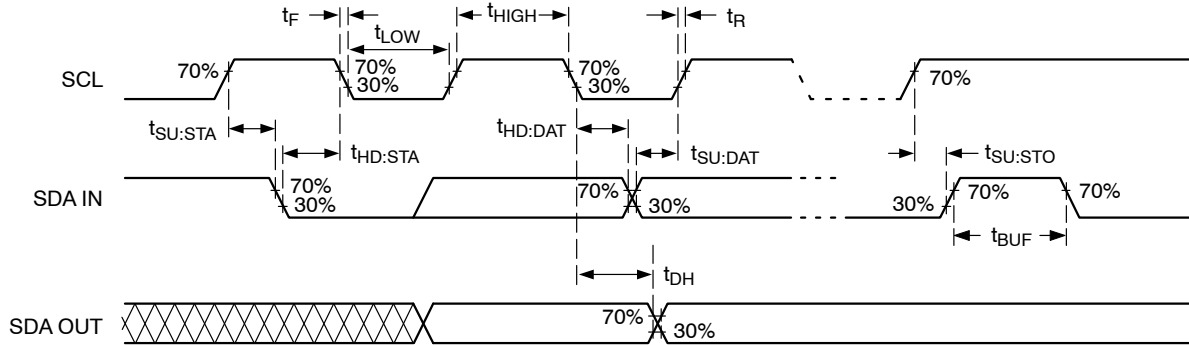 tF tHIGH tR
tLOW
SCL 70% 70% 30% 70% 30% 70%
tSU:STA tHD:STA tHD:DAT tSU:DAT tSU:STO
SDA IN 70% 30% 70% 30% 30% 70% 70%
tBUF
tDH
SDA OUT 70% 30%